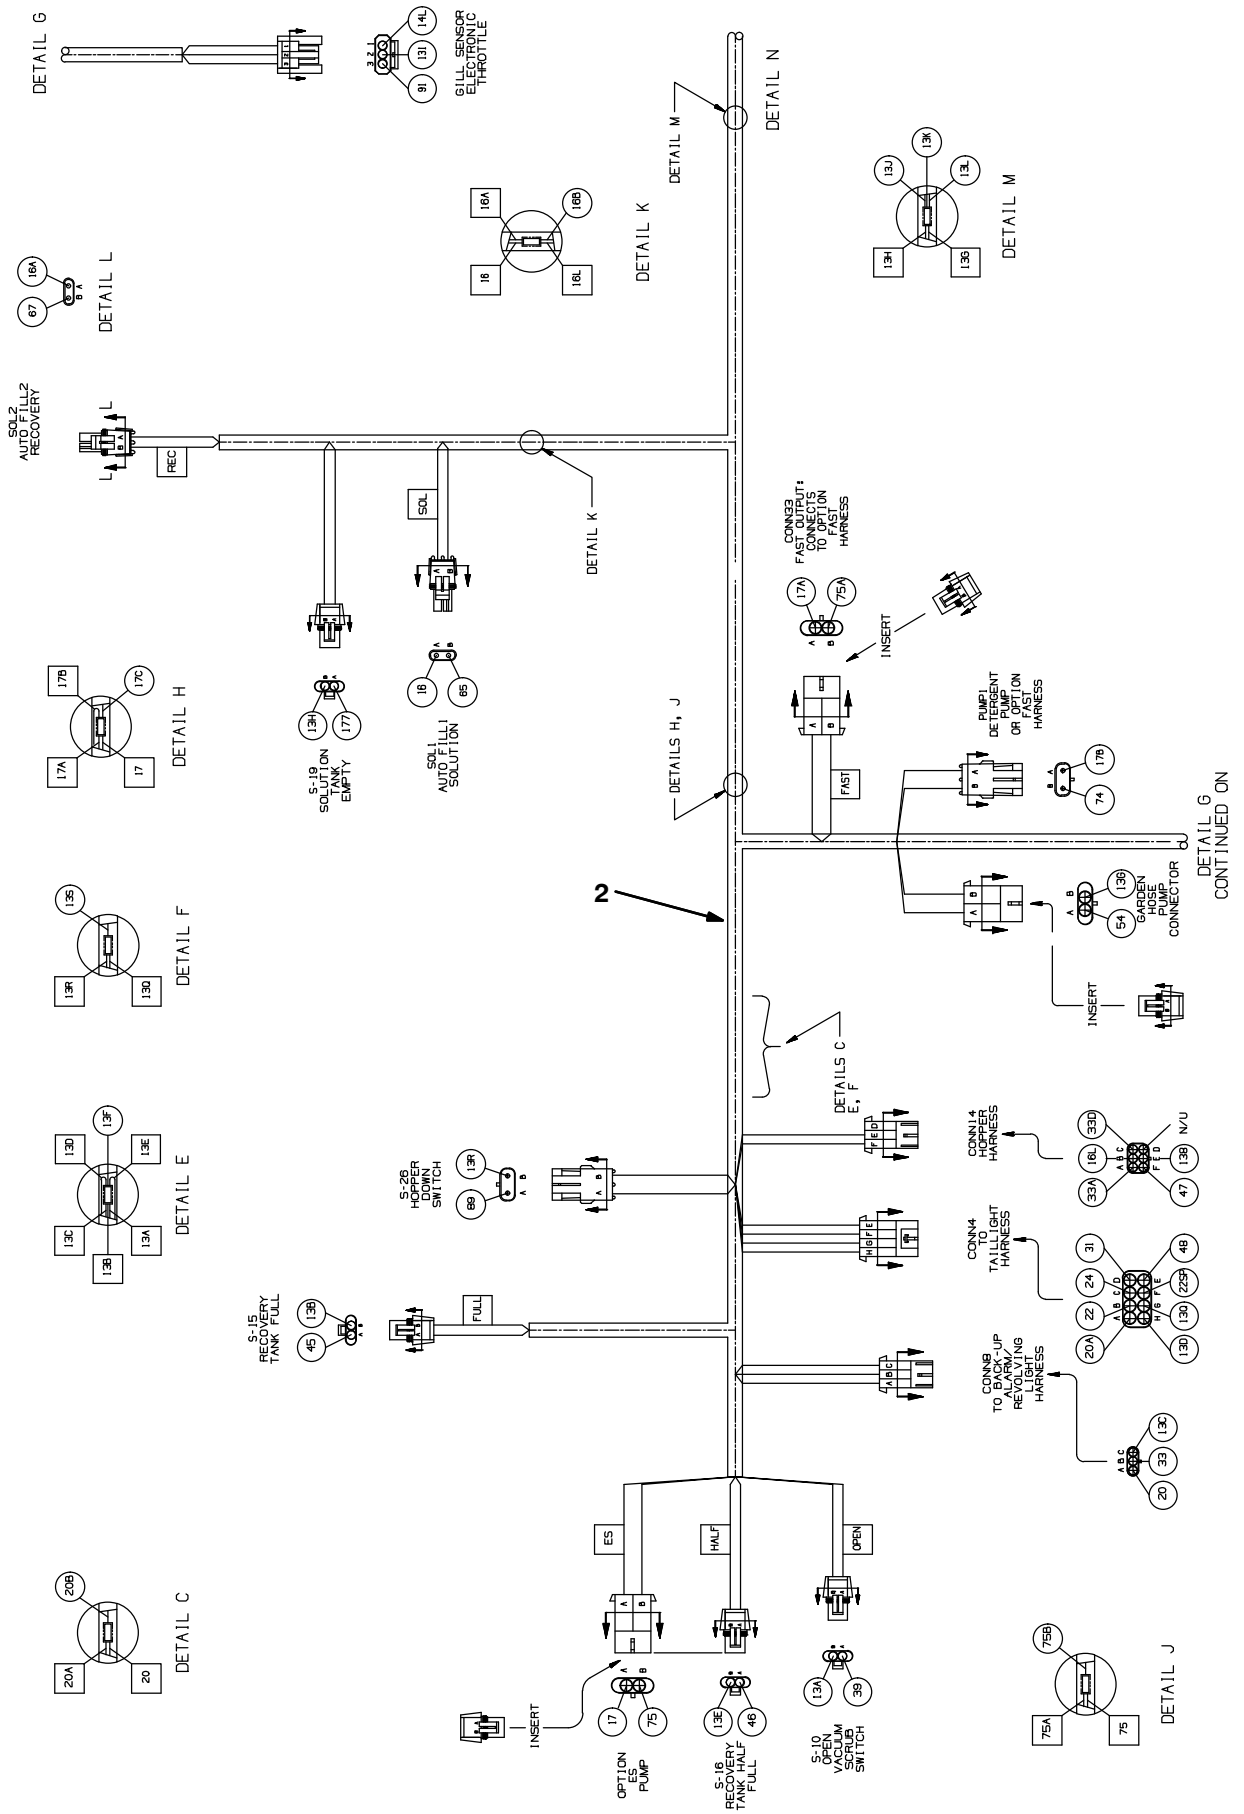 DETAIL G
14L
131
91
1
2
3
GILL SENSOR
ELECTRONIC
THROTTLE
DETAIL N
DETAIL M
16A
67
B A
DETAIL L
16A
16B
16
16L
DETAIL K
13J
13K
13L
13H
13G
DETAIL M
SOL2
AUTO FILL2
RECOVERY
L
L
B A
REC
SOL
DETAIL K
17B
17C
17A
17
DETAIL H
13H
177
B
A
S-19
SOLUTION
TANK
EMPTY
16
65
A
B
SOL1
AUTO FILL1
SOLUTION
DETAILS H, J
CONN33
FAST OUTPUT:
CONNECTS
TO OPTION
FAST
HARNESS
17A
75A
A
B
INSERT
FAST
PUMP1
DETERGENT
PUMP
OR OPTION
FAST
HARNESS
17B
74
B A
DETAIL G
CONTINUED ON
13G
54
A B
GARDEN
HOSE
PUMP
CONNECTOR
INSERT
2
13S
13R
13Q
DETAIL F
13D
13F
13E
13C
13B
13A
DETAIL E
DETAILS C
E, F
S-26
HOPPER
DOWN
SWITCH
13R
89
A B
S-15
RECOVERY
TANK FULL
13B
45
A B
FULL
F E D
H G F E
A B C
CONN14
HOPPER
HARNESS
33D
16L
33A
A B C
F E D
N/U
138
47
CONN4
TO
TAILLIGHT
HARNESS
31
24
22
20A
A B C D
H G F E
48
22SP
130
13D
CONN8
TO BACK-UP
ALARM/
REVOLVING
LIGHT
HARNESS
A B C
13C
33
20
20B
20A
20
DETAIL C
ES
HALF
OPEN
INSERT
17
75
A
B
OPTION
ES
PUMP
13E
46
B
A
S-16
RECOVERY
TANK HALF
FULL
13A
39
B
A
S-10
OPEN
VACUUM
SCRUB
SWITCH
75B
75A
75
DETAIL J